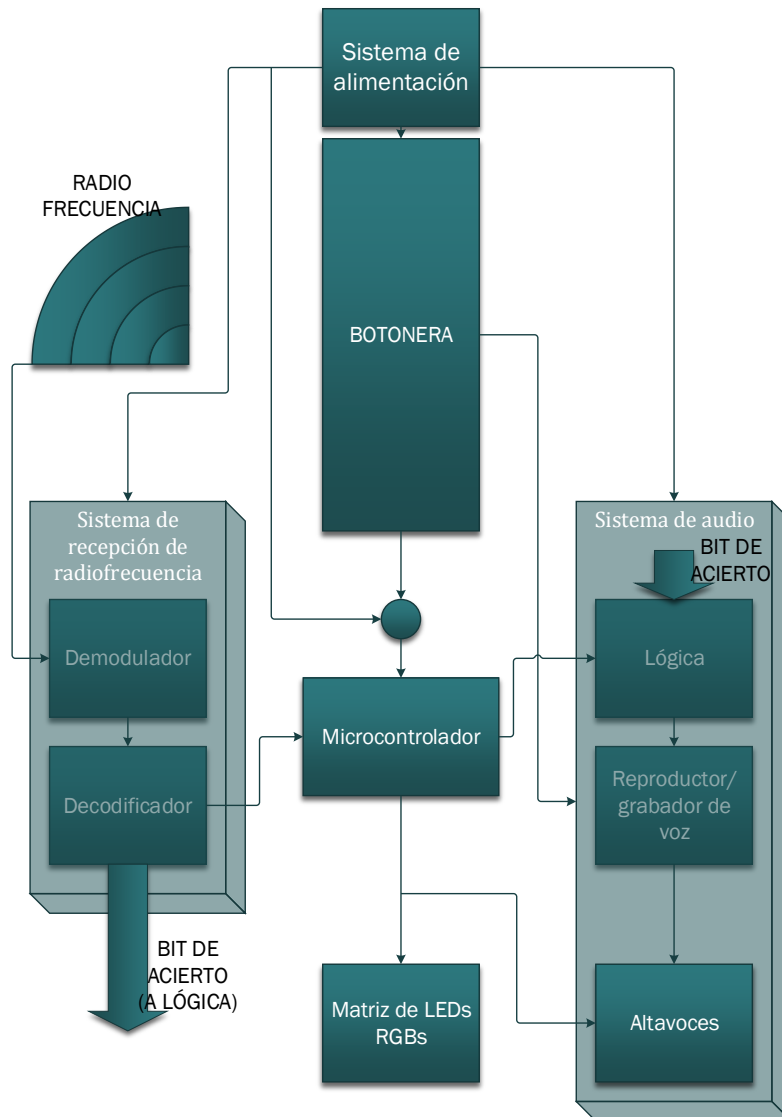 Sistema de
alimentación
RADIO
FRECUENCIA
BOTONERA
Sistema de
recepción de
radiofrecuencia
Sistema de audio
BIT DE
ACIERTO
Demodulador
Lógica
Microcontrolador
Decodificador
Reproductor/
grabador de
voz
BIT DE
ACIERTO
(A LÓGICA)
Matriz de LEDs
RGBs
Altavoces